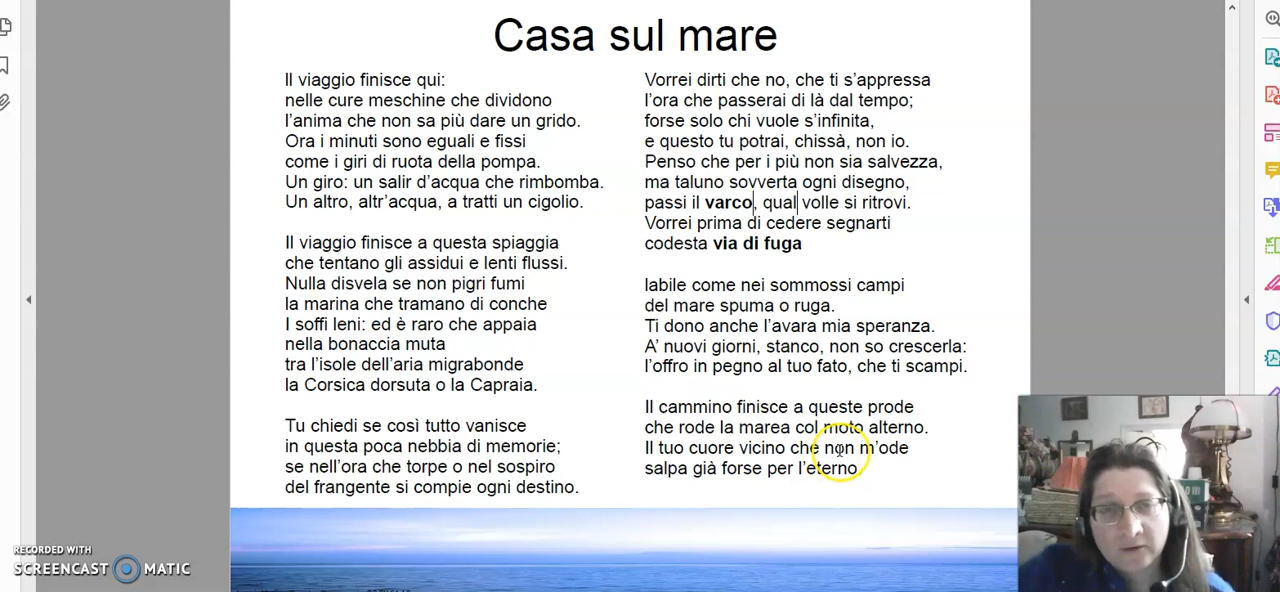 Casa sul mare
Il viaggio finisce qui:
nelle cure meschine che dividono
l'anima che non sa più dare un grido.
Ora i minuti sono eguali e fissi
come i giri di ruota della pompa.
Un giro: un salir d'acqua che rimbomba.
Un altro, altr'acqua, a tratti un cigolio.
Il viaggio finisce a questa spiaggia
che tentano gli assidui e lenti flussi.
Nulla disvela se non pigri fumi
la marina che tramano di conche
I soffi leni: ed è raro che appaia
nella bonaccia muta
tra l'isole dell'aria migrabonde
la Corsica dorsuta o la Capraia.
Tu chiedi se così tutto vanisce
in questa poca nebbia di memorie;
se nell'ora che torpe o nel sospiro
del frangente si compie ogni destino.
Vorrei dirti che no, che ti s'appressa
l'ora che passerai di là dal tempo;
forse solo chi vuole s'infinita,
e questo tu potrai, chissà, non io.
Penso che per i più non sia salvezza,
ma taluno sovverta ogni disegno,
passi il varco, qual volle si ritrovi.
Vorrei prima di cedere segnarti
codesta via di fuga
labile come nei sommossi campi
del mare spuma o ruga.
Ti dono anche l'avara mia speranza.
A' nuovi giorni, stanco, non so crescerla:
l'offro in pegno al tuo fato, che ti scampi.
Il cammino finisce a queste prode
che rode la marea col moto alterno.
Il tuo cuore vicino che non m'ode
salpa già forse per l'eterno
RECORDED WITH
SCREENCAST MATIC